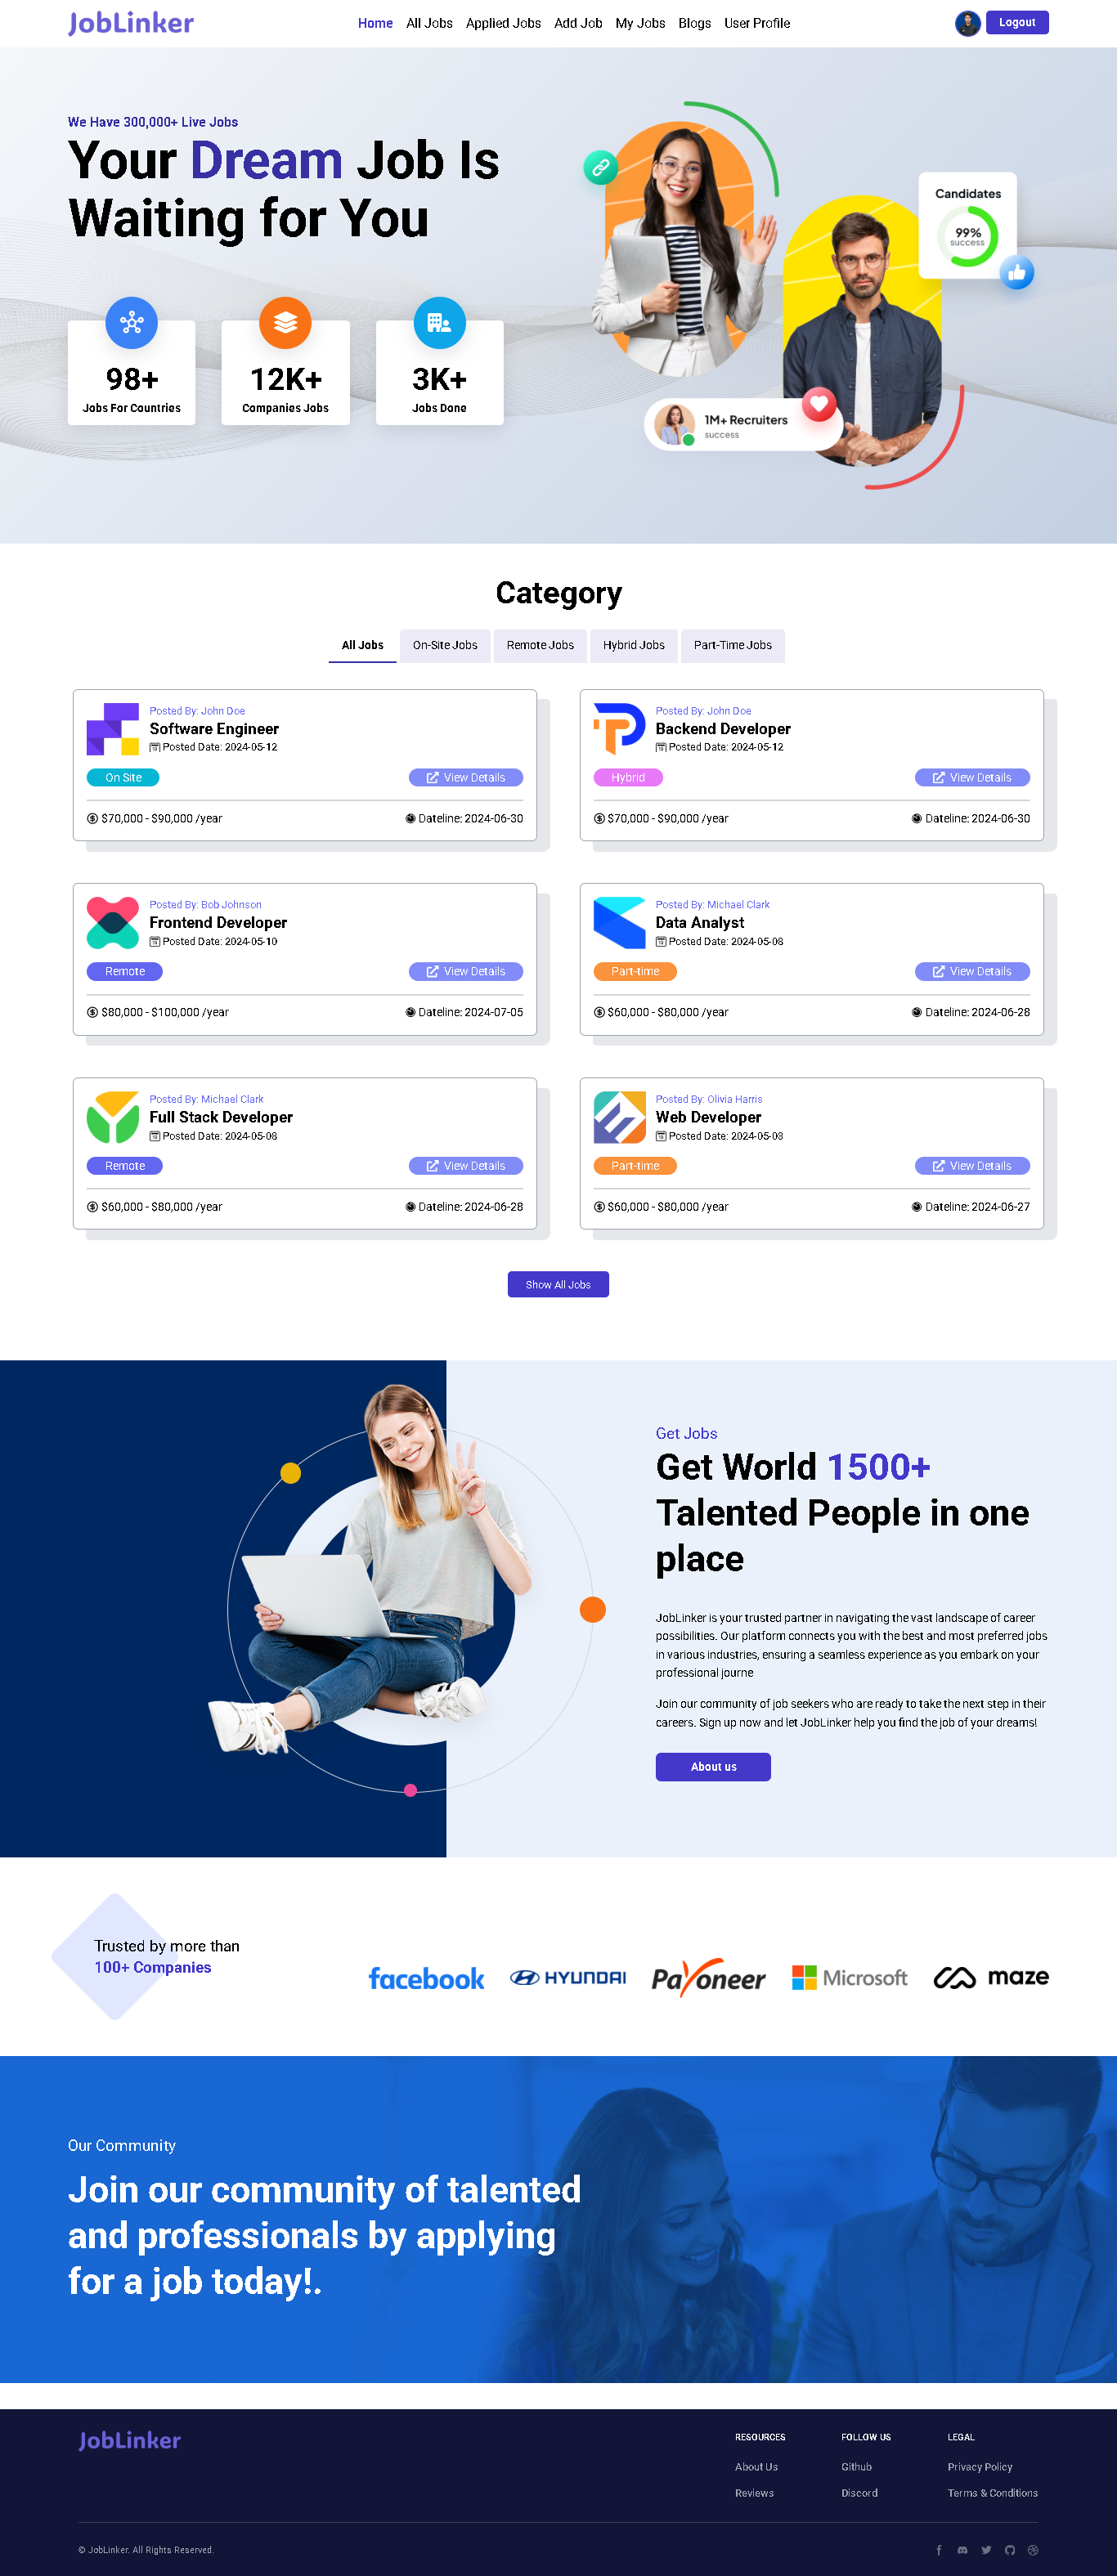 JobLinker
Home All Jobs Applied Jobs Add Job My Jobs Blogs User Profile
Logout
We Have 300,000+ Live Jobs
Your Dream Job Is
Waiting for You
98+
Jobs For Countries
12K+
Companies Jobs
3K+
Jobs Done
Candidates
99%
success
1M+ Recruiters
success
Category
All Jobs On-Site Jobs Remote Jobs Hybrid Jobs Part-Time Jobs
Posted By: John Doe
Software Engineer
Posted Date: 2024-05-12
On Site
View Details
$70,000 - $90,000 /year
Dateline: 2024-06-30
Posted By: John Doe
Backend Developer
Posted Date: 2024-05-12
Hybrid
View Details
$70,000 - $90,000 /year
Dateline: 2024-06-30
Posted By: Bob Johnson
Frontend Developer
Posted Date: 2024-05-10
Remote
View Details
$80,000 - $100,000 /year
Dateline: 2024-07-05
Posted By: Michael Clark
Data Analyst
Posted Date: 2024-05-08
Part-time
View Details
$60,000 - $80,000 /year
Dateline: 2024-06-28
Posted By: Michael Clark
Full Stack Developer
Posted Date: 2024-05-08
Remote
View Details
$60,000 - $80,000 /year
Dateline: 2024-06-28
Posted By: Olivia Harris
Web Developer
Posted Date: 2024-05-03
Part-time
View Details
$60,000 - $80,000 /year
Dateline: 2024-06-27
Show All Jobs
Get Jobs
Get World 1500+
Talented People in one
place
JobLinker is your trusted partner in navigating the vast landscape of career
possibilities. Our platform connects you with the best and most preferred jobs
in various industries, ensuring a seamless experience as you embark on your
professional journe
Join our community of job seekers who are ready to take the next step in their
careers. Sign up now and let JobLinker help you find the job of your dreams!
About us
Trusted by more than
100+ Companies
facebook
HYUNDAI
Payoneer
Microsoft
maze
Our Community
Join our community of talented
and professionals by applying
for a job today!.
JobLinker
RESOURCES
About Us
Reviews
FOLLOW US
Github
Discord
LEGAL
Privacy Policy
Terms & Conditions
© JobLinker. All Rights Reserved.